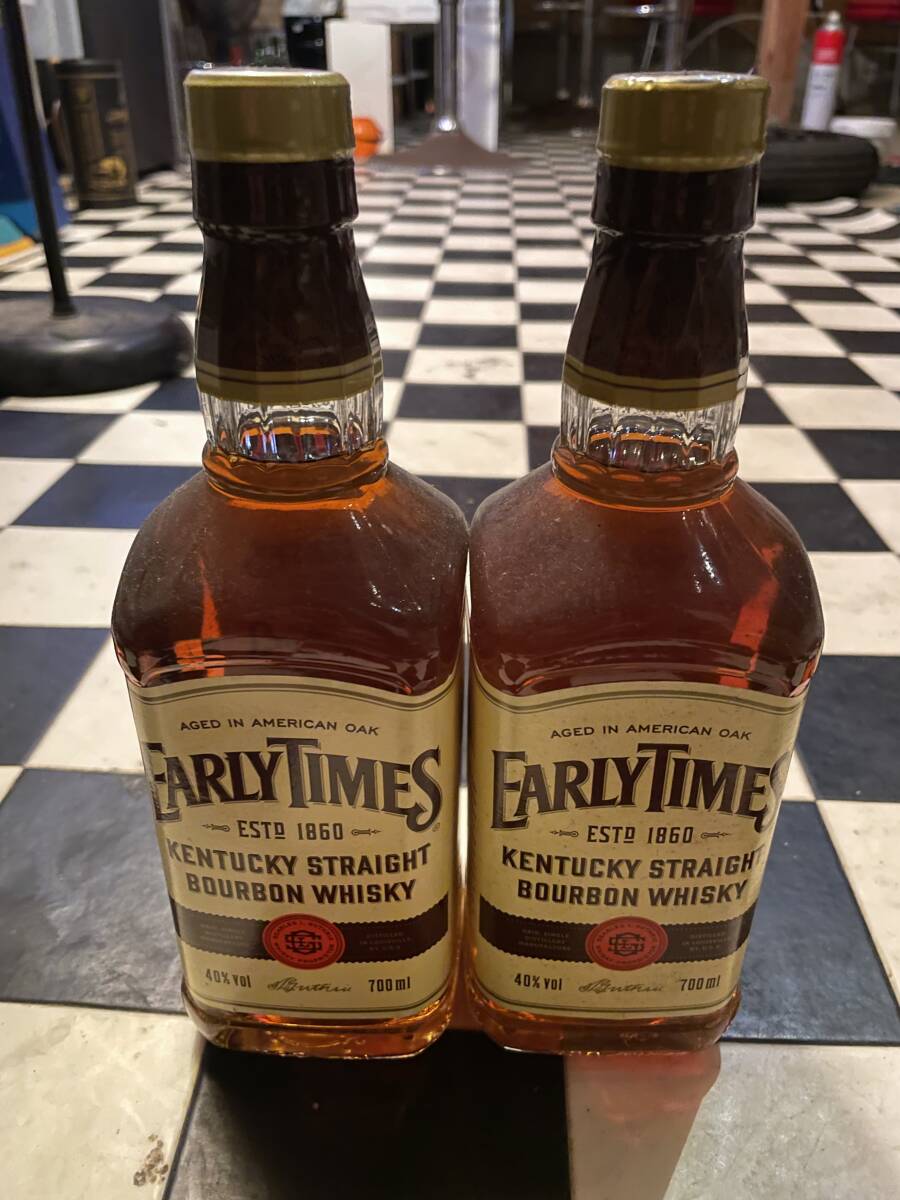 AGED IN AMERICAN OAK
EARLY TIMES
ESTD 1860
KENTUCKY STRAIGHT
BOURBON WHISKY
40% vol
700ml
AGED IN AMERICAN OAK
EARLY TIMES
ESTD 1860
KENTUCKY STRAIGHT
BOURBON WHISKY
40% vol
700ml